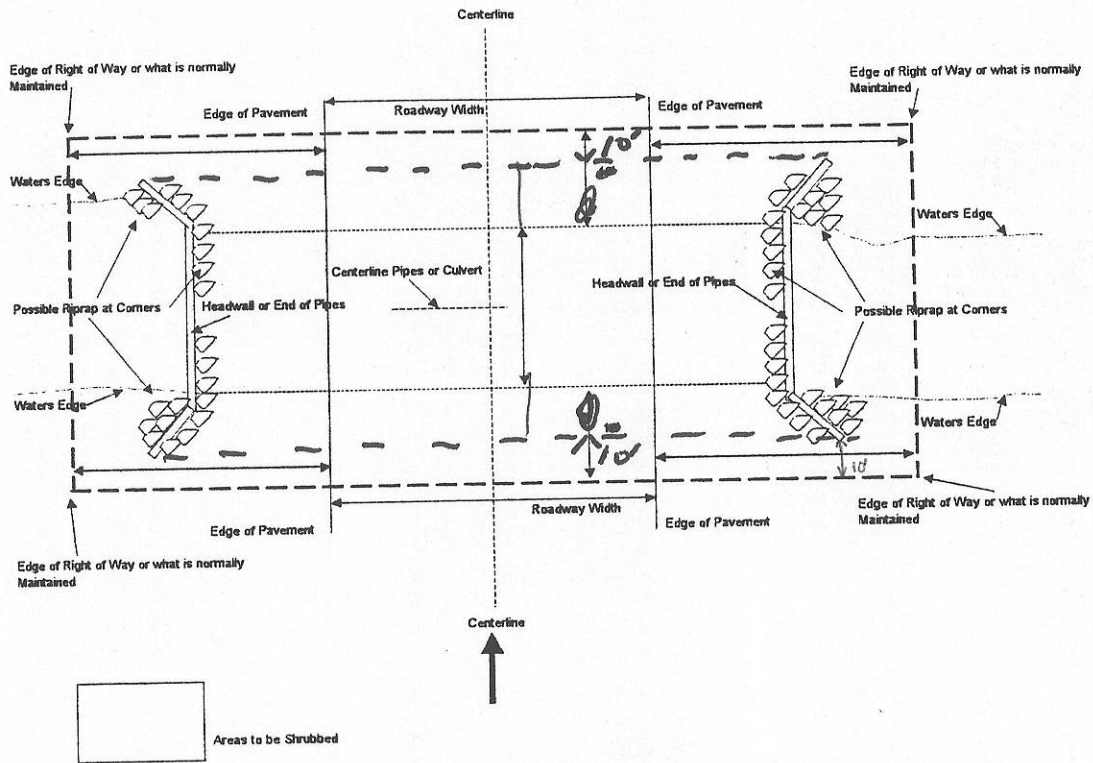 Centerline
Edge of Right of Way or what is normally
Maintained
Edge of Right of Way or what is normally
Maintained
Edge of Pavement
Roadway Width
Edge of Pavement
10'
Waters Edge
Waters Edge
Centerline Pipes or Culvert
Headwall or End of Pipes
Possible Riprap at Corners
Headwall or End of Pipes
Possible Riprap at Corners
Waters Edge
Waters Edge
10'
10'
Roadway Width
Edge of Pavement
Edge of Pavement
Edge of Right of Way or what is normally
Maintained
Edge of Right of Way or what is normally
Maintained
Centerline
Areas to be Shrubbed